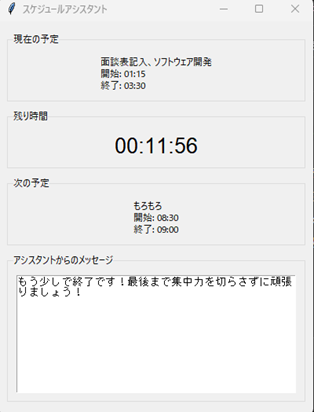 スケジュールアシスタント
現在の予定
面談表記入、ソフトウェア開発
開始: 01:15
終了: 03:30
残り時間
00:11:56
次の予定
もろもろ
開始: 08:30
終了: 09:00
アシスタントからのメッセージ
もう少しで終了です！最後まで集中力を切らさずに頑張
りましょう！